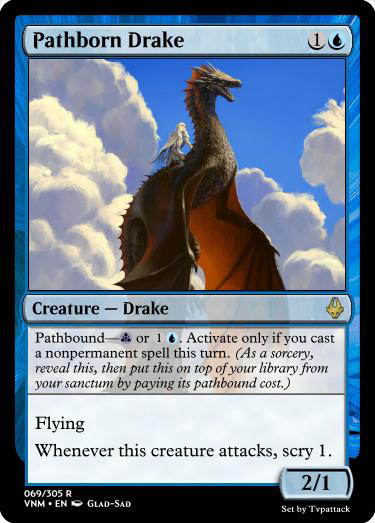 Pathborn Drake 1
Creature — Drake
Pathbound— or 1. Activate only if you cast
a nonpermanent spell this turn. (As a sorcery,
reveal this, then put this on top of your library from
your sanctum by paying its pathbound cost.)
Flying
Whenever this creature attacks, scry 1.
2/1
069/305 R
VNM • EN Glad-Sad
Set by Tvpattack